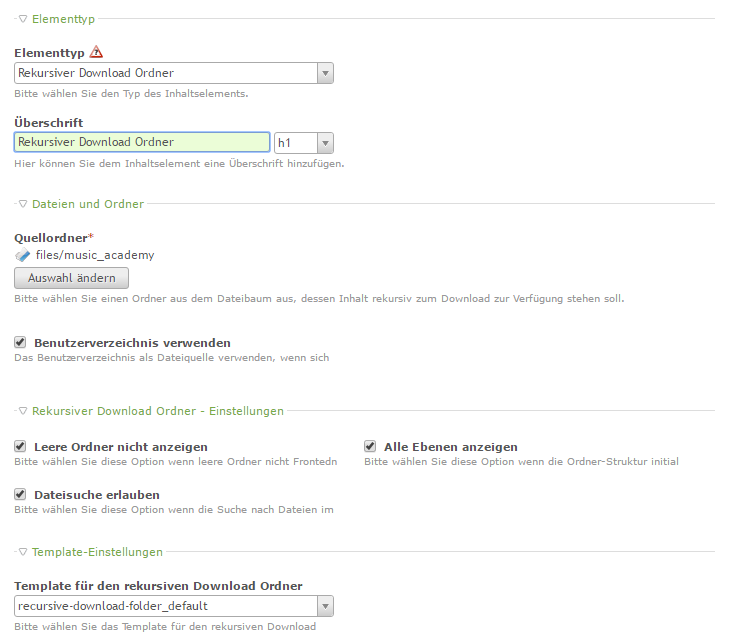 Elementtyp
Elementtyp
Rekursiver Download Ordner
Bitte wählen Sie den Typ des Inhaltselements.
Überschrift
Rekursiver Download Ordner h1
Hier können Sie dem Inhaltselement eine Überschrift hinzufügen.
Dateien und Ordner
Quellordner*
files/music_academy
Auswahl ändern
Bitte wählen Sie einen Ordner aus dem Dateibaum aus, dessen Inhalt rekursiv zum Download zur Verfügung stehen soll.
Benutzerverzeichnis verwenden
Das Benutzerverzeichnis als Dateiquelle verwenden, wenn sich
Rekursiver Download Ordner - Einstellungen
Leere Ordner nicht anzeigen Alle Ebenen anzeigen
Bitte wählen Sie diese Option wenn leere Ordner nicht Frontedn Bitte wählen Sie diese Option wenn die Ordner-Struktur initial
Dateisuche erlauben
Bitte wählen Sie diese Option wenn die Suche nach Dateien im
Template-Einstellungen
Template für den rekursiven Download Ordner
recursive-download-folder_default
Bitte wählen Sie das Template für den rekursiven Download